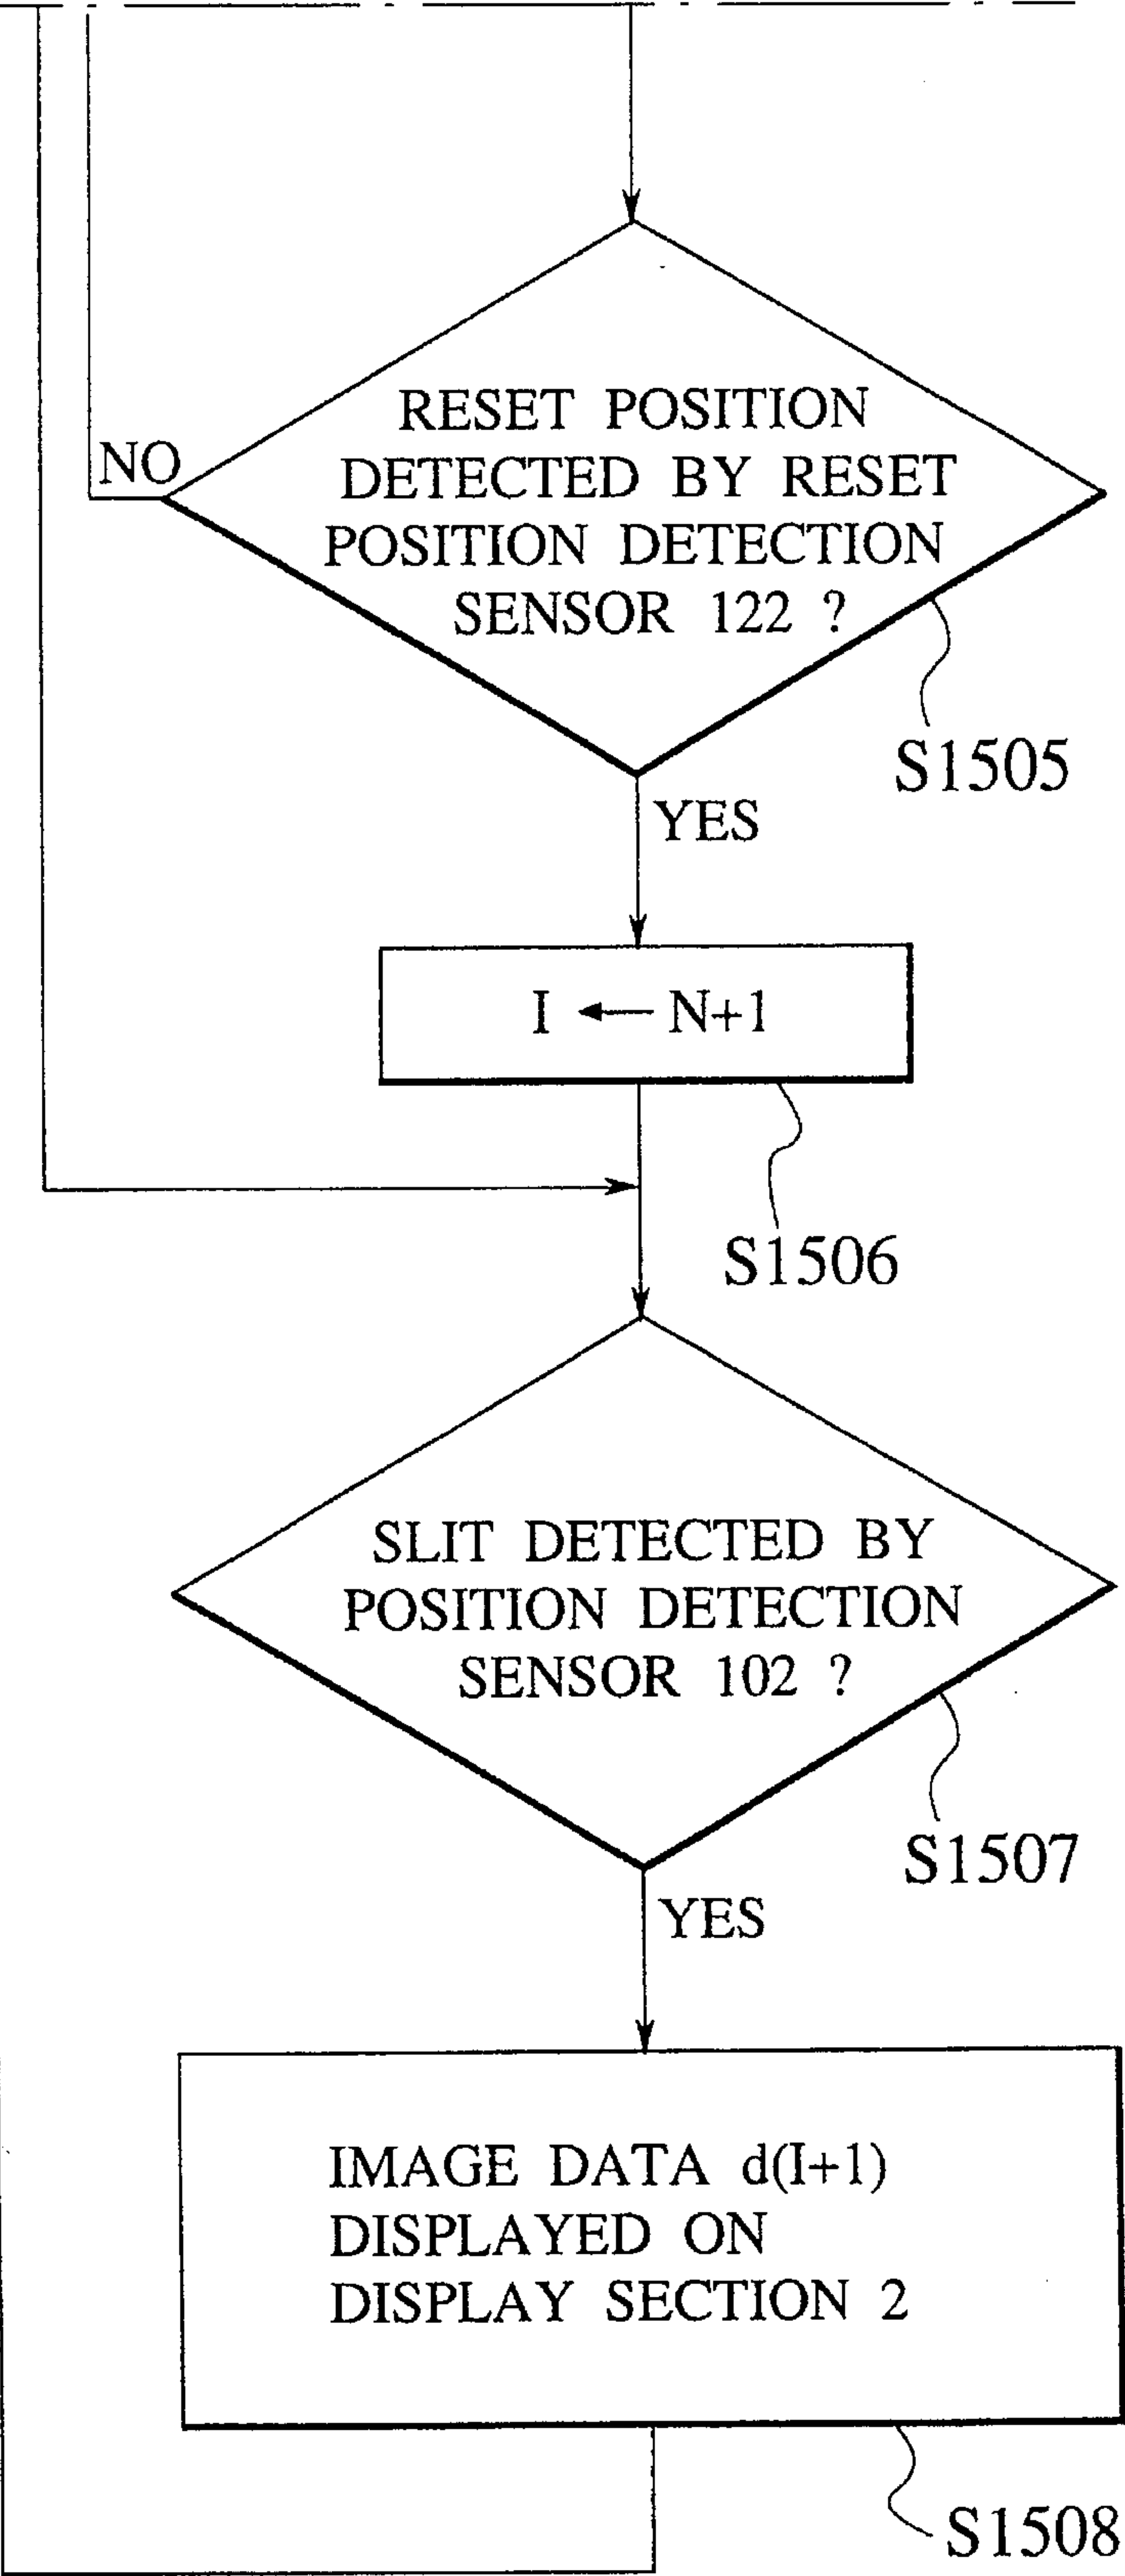 RESET POSITION
DETECTED BY RESET
POSITION DETECTION
SENSOR 122 ?
NO
S1505
YES
I ← N+1
S1506
SLIT DETECTED BY
POSITION DETECTION
SENSOR 102 ?
S1507
YES
IMAGE DATA d(I+1)
DISPLAYED ON
DISPLAY SECTION 2
S1508